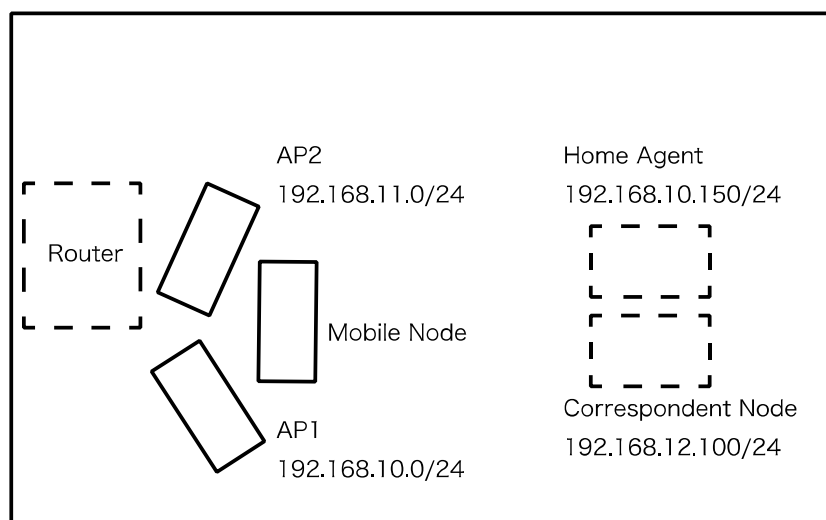 AP2
192.168.11.0/24
Home Agent
192.168.10.150/24
Router
Mobile Node
AP1
192.168.10.0/24
Correspondent Node
192.168.12.100/24